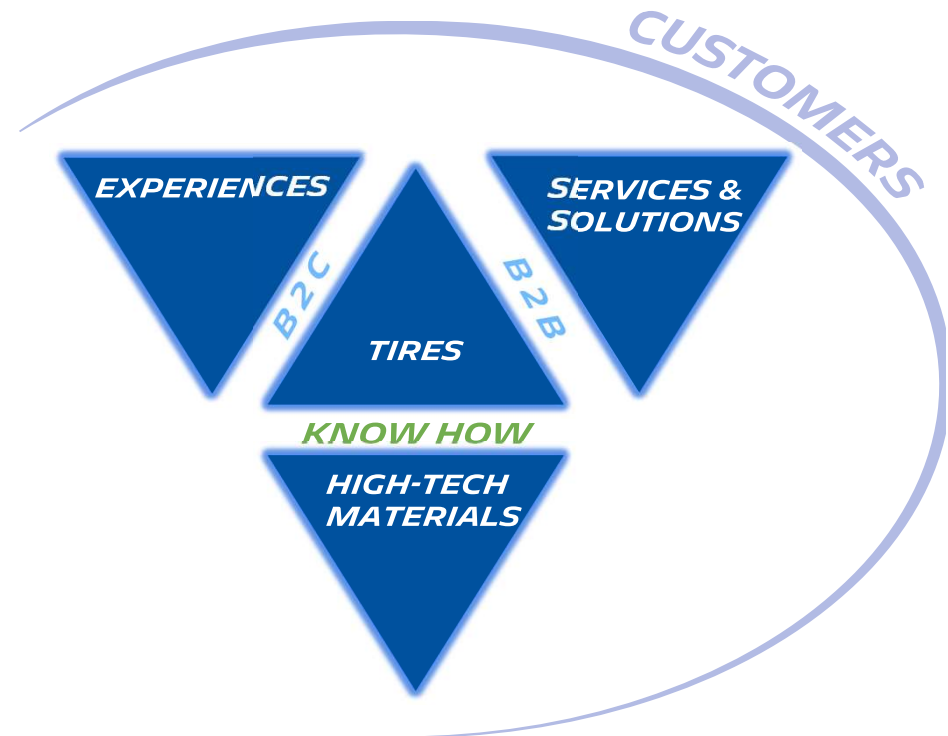 CUSTOMERS
EXPERIENCES
SERVICES &
SOLUTIONS
B2C
B2B
TIRES
KNOW HOW
HIGH-TECH
MATERIALS